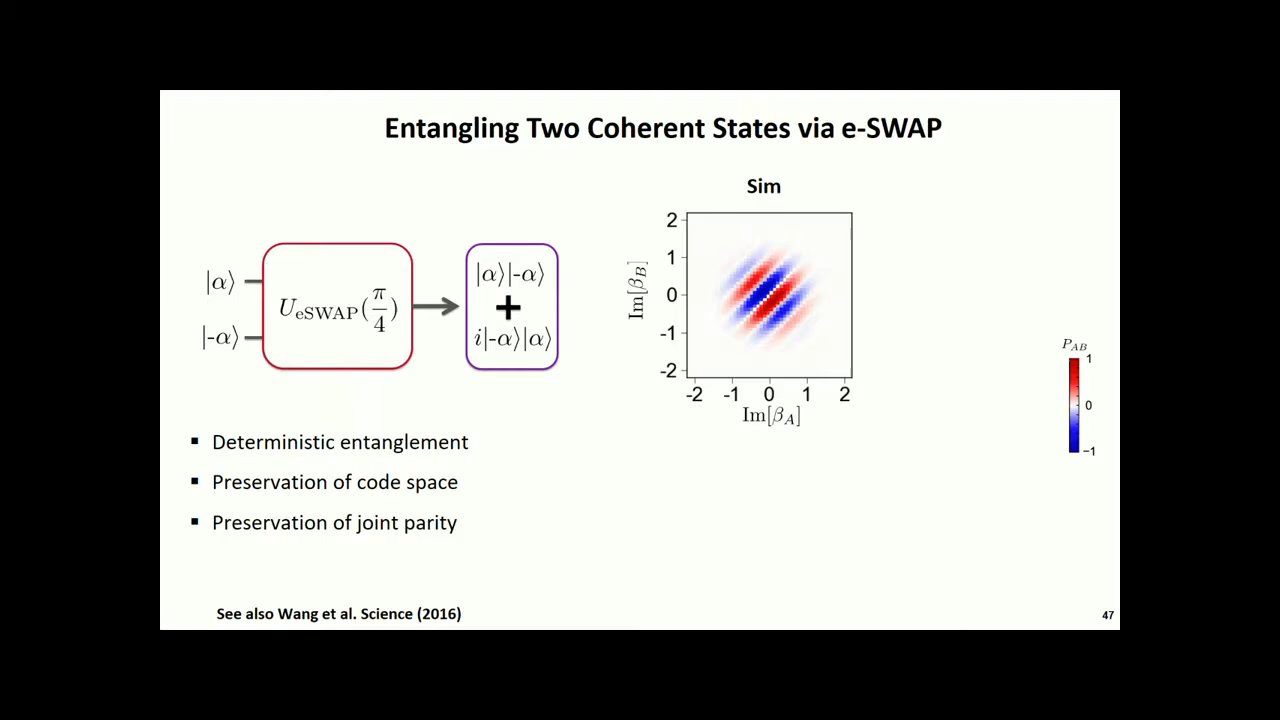 Entangling Two Coherent States via e-SWAP
Sim
|α⟩
|-α⟩
U_eSWAP(π/4)
|α⟩|-α⟩
+
i|-α⟩|α⟩
Im[β_B]
2
1
0
-1
-2
-2 -1 0 1 2
Im[β_A]
P_AB
1
0
−1
▪ Deterministic entanglement
▪ Preservation of code space
▪ Preservation of joint parity
See also Wang et al. Science (2016)
47